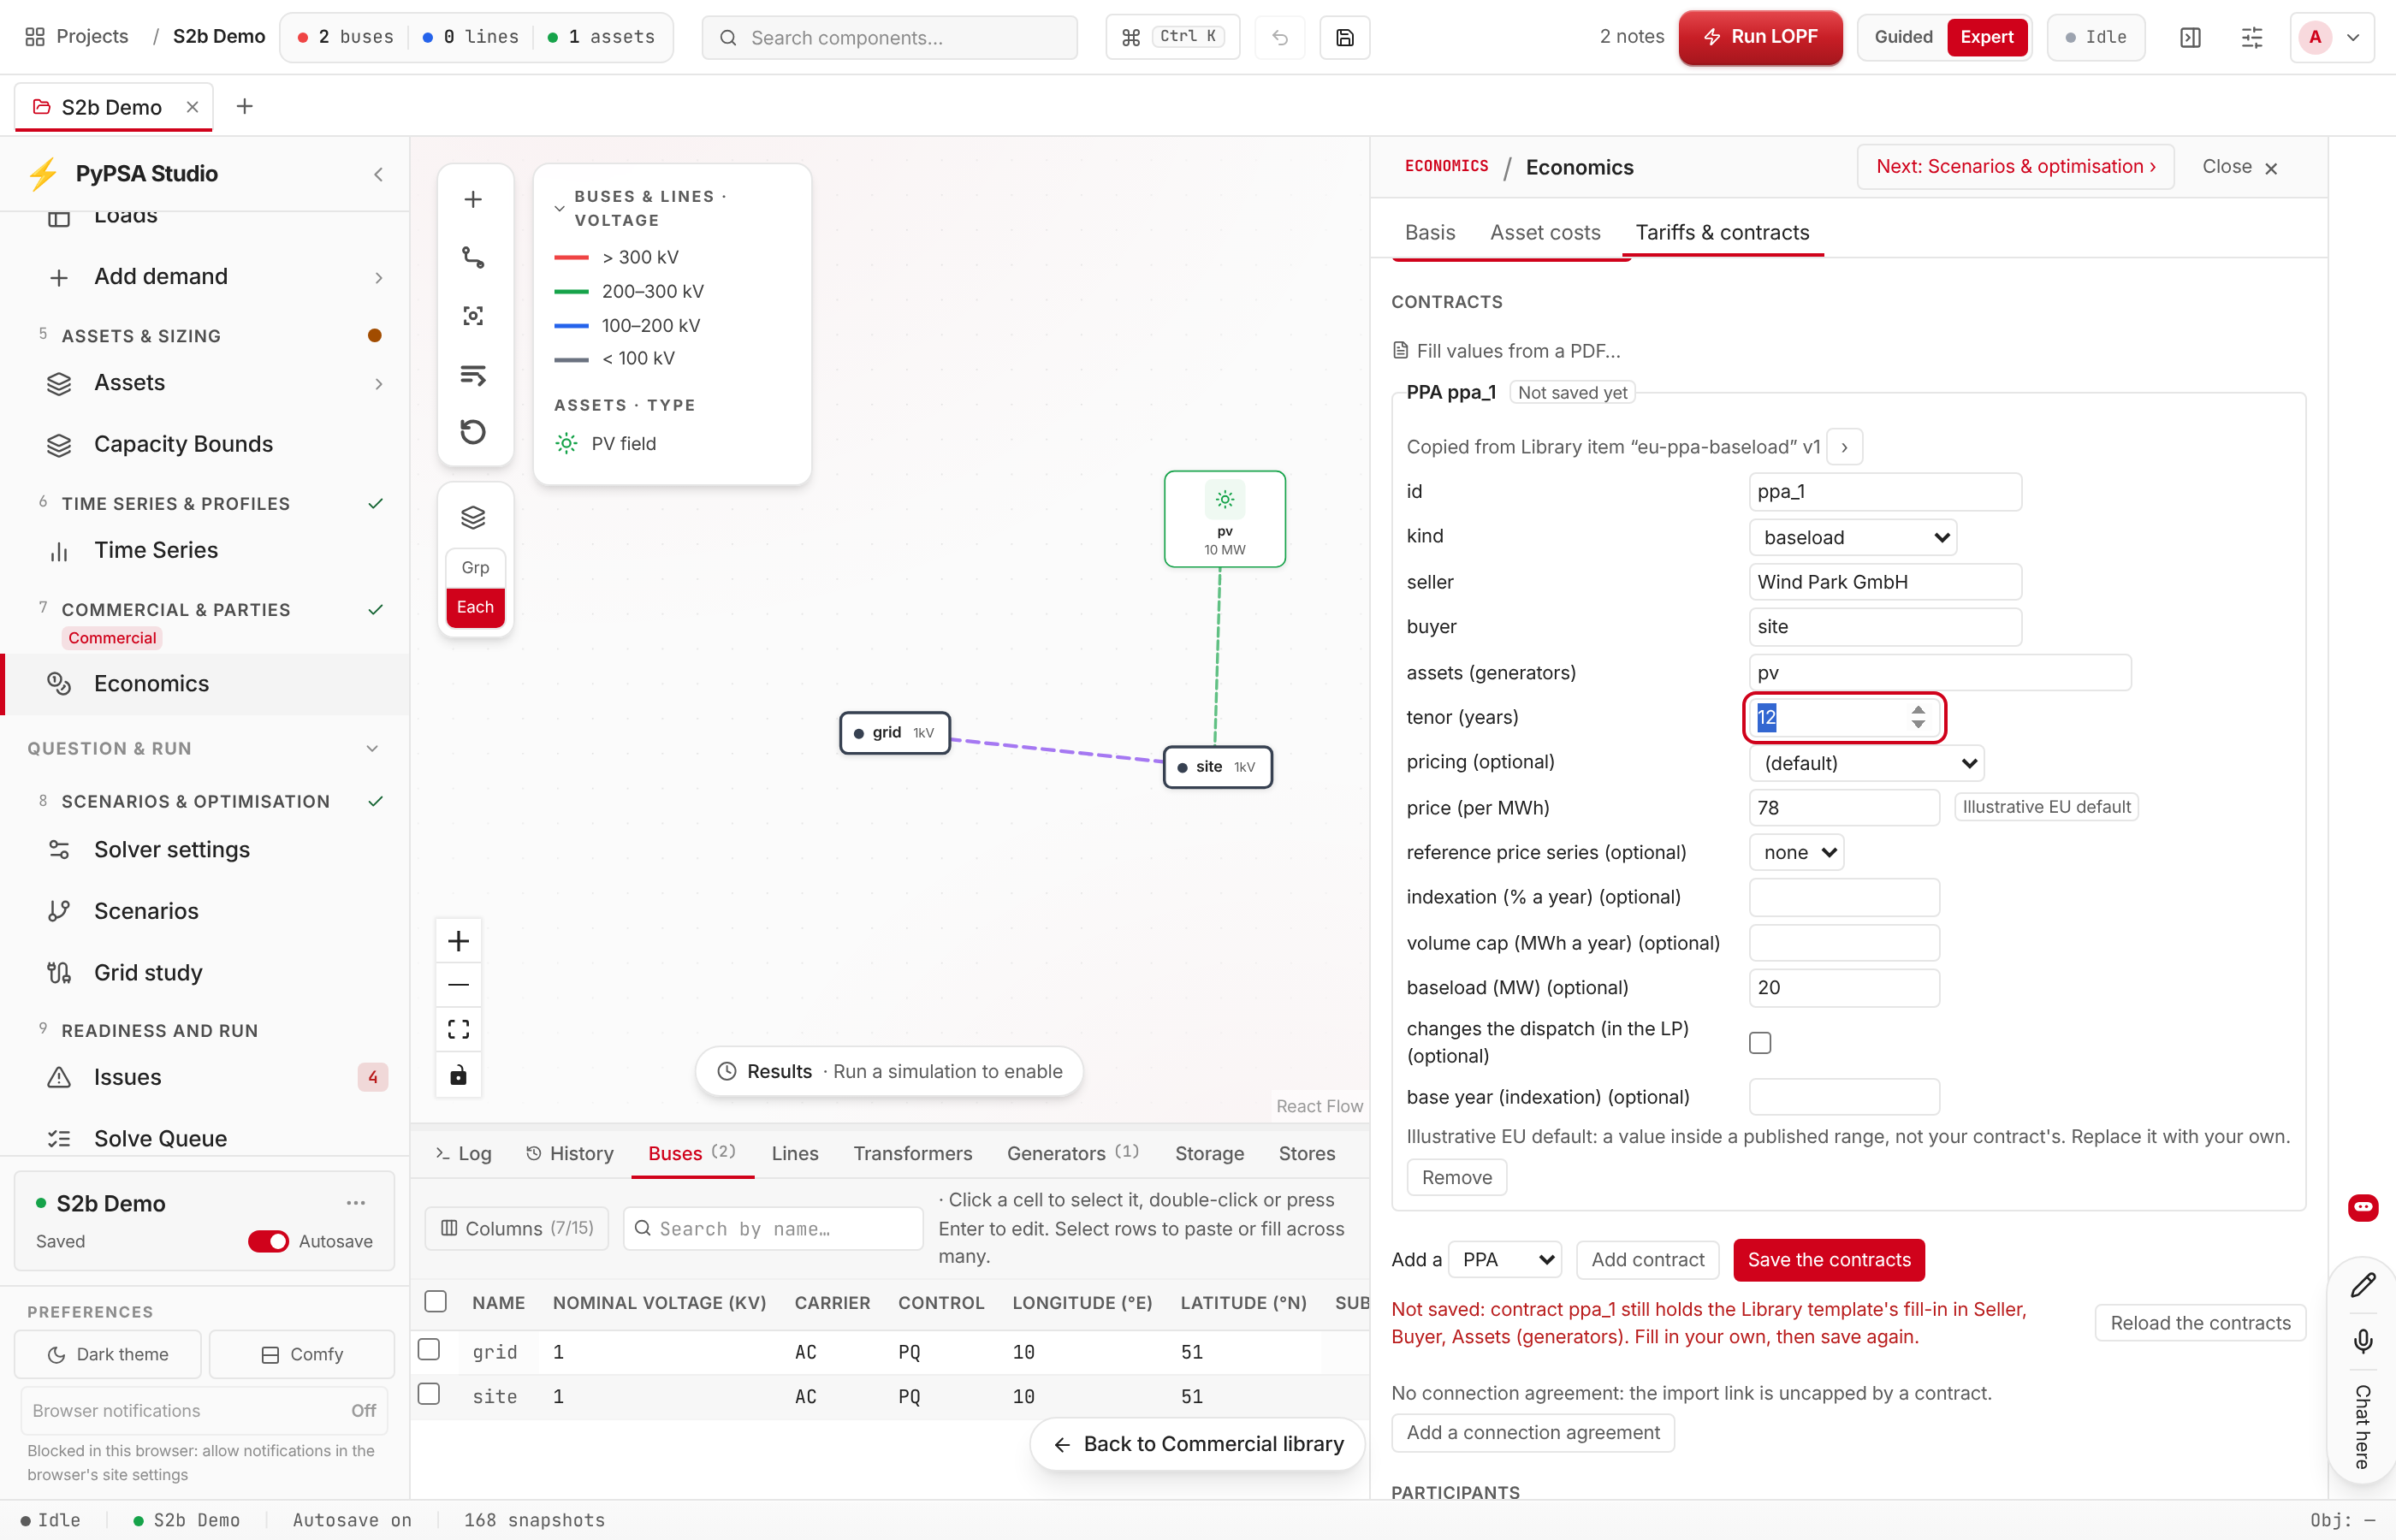 Projects / S2b Demo
2 buses
0 lines
1 assets
Search components...
Ctrl K
2 notes
Run LOPF
Guided
Expert
Idle
A
S2b Demo
PyPSA Studio
Loads
Add demand
5 ASSETS & SIZING
Assets
Capacity Bounds
6 TIME SERIES & PROFILES
Time Series
7 COMMERCIAL & PARTIES
Commercial
Economics
QUESTION & RUN
8 SCENARIOS & OPTIMISATION
Solver settings
Scenarios
Grid study
9 READINESS AND RUN
Issues 4
Solve Queue
S2b Demo
Saved
Autosave
PREFERENCES
Dark theme
Comfy
Browser notifications Off
Blocked in this browser: allow notifications in the
browser's site settings
BUSES & LINES ·
VOLTAGE
> 300 kV
200–300 kV
100–200 kV
< 100 kV
ASSETS · TYPE
PV field
Grp
Each
pv
10 MW
grid 1kV
site 1kV
Results · Run a simulation to enable
React Flow
Log
History
Buses (2)
Lines
Transformers
Generators (1)
Storage
Stores
Columns (7/15)
Search by name…
· Click a cell to select it, double-click or press
Enter to edit. Select rows to paste or fill across
many.
NAME NOMINAL VOLTAGE (KV) CARRIER CONTROL LONGITUDE (°E) LATITUDE (°N) SUB
grid 1 AC PQ 10 51
site 1 AC PQ 10 51
Back to Commercial library
ECONOMICS / Economics
Next: Scenarios & optimisation ›
Close
Basis
Asset costs
Tariffs & contracts
CONTRACTS
Fill values from a PDF...
PPA ppa_1 Not saved yet
Copied from Library item “eu-ppa-baseload” v1 ›
id ppa_1
kind baseload
seller Wind Park GmbH
buyer site
assets (generators) pv
tenor (years) 12
pricing (optional) (default)
price (per MWh) 78 Illustrative EU default
reference price series (optional) none
indexation (% a year) (optional)
volume cap (MWh a year) (optional)
baseload (MW) (optional) 20
changes the dispatch (in the LP)
(optional)
base year (indexation) (optional)
Illustrative EU default: a value inside a published range, not your contract's. Replace it with your own.
Remove
Add a PPA Add contract Save the contracts
Not saved: contract ppa_1 still holds the Library template's fill-in in Seller,
Buyer, Assets (generators). Fill in your own, then save again.
Reload the contracts
No connection agreement: the import link is uncapped by a contract.
Add a connection agreement
PARTICIPANTS
Chat here
Idle
S2b Demo
Autosave on
168 snapshots
Obj: —